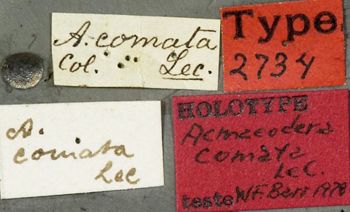 A. comata
Col. Lec.
Type
2734
A.
comata
Lec
HOLOTYPE
Acmaeodera
comata
LeC.
teste W.F. Barr 1978